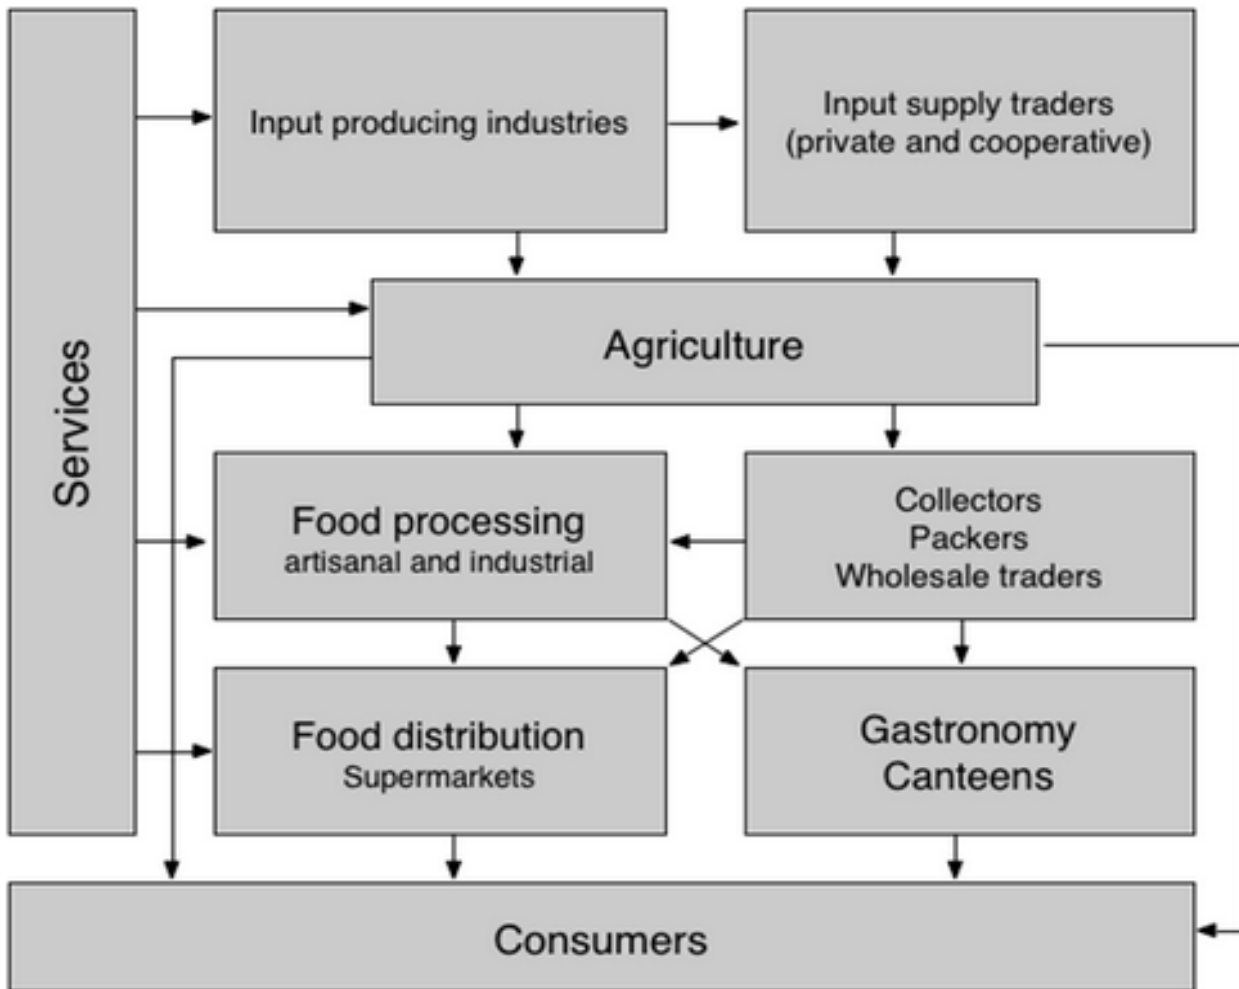 Services
Input producing industries
Input supply traders
(private and cooperative)
Agriculture
Food processing
artisanal and industrial
Collectors
Packers
Wholesale traders
Food distribution
Supermarkets
Gastronomy
Canteens
Consumers